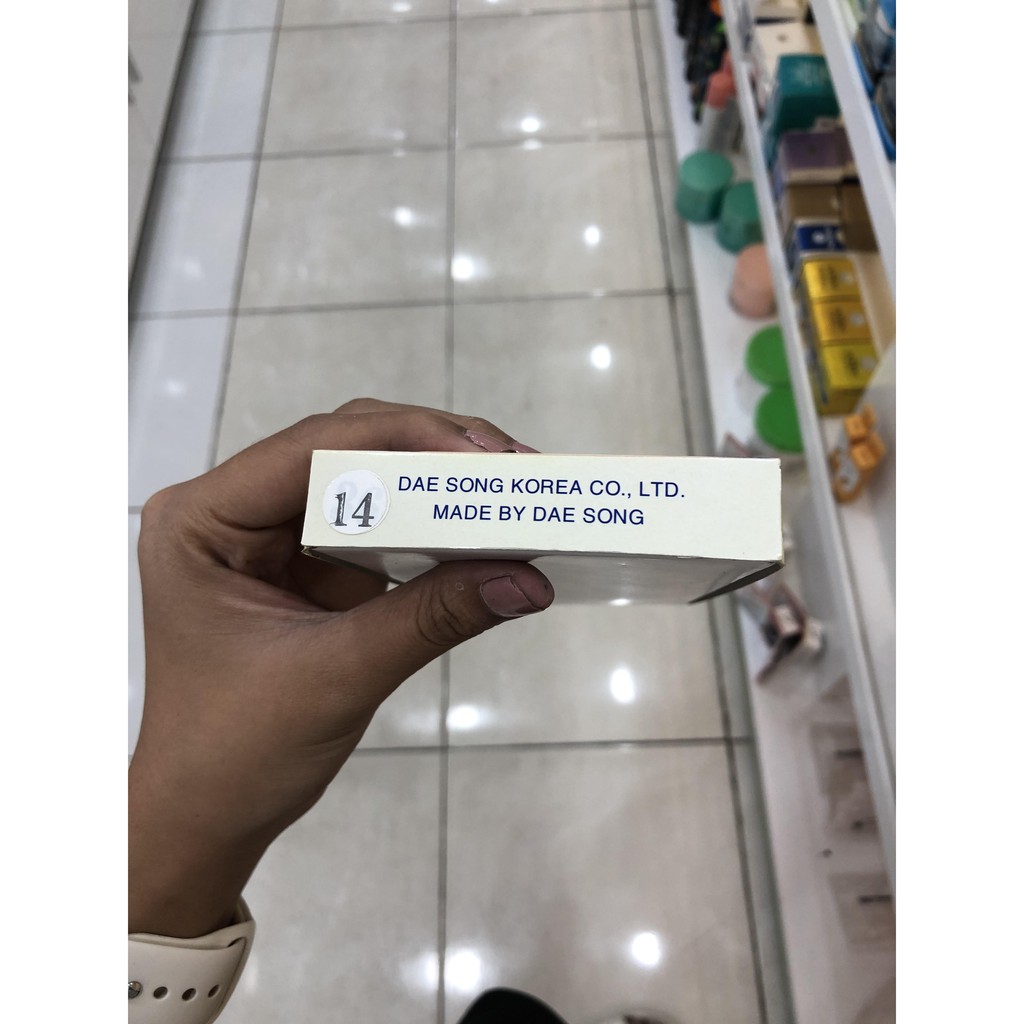 14
DAE SONG KOREA CO., LTD.
MADE BY DAE SONG